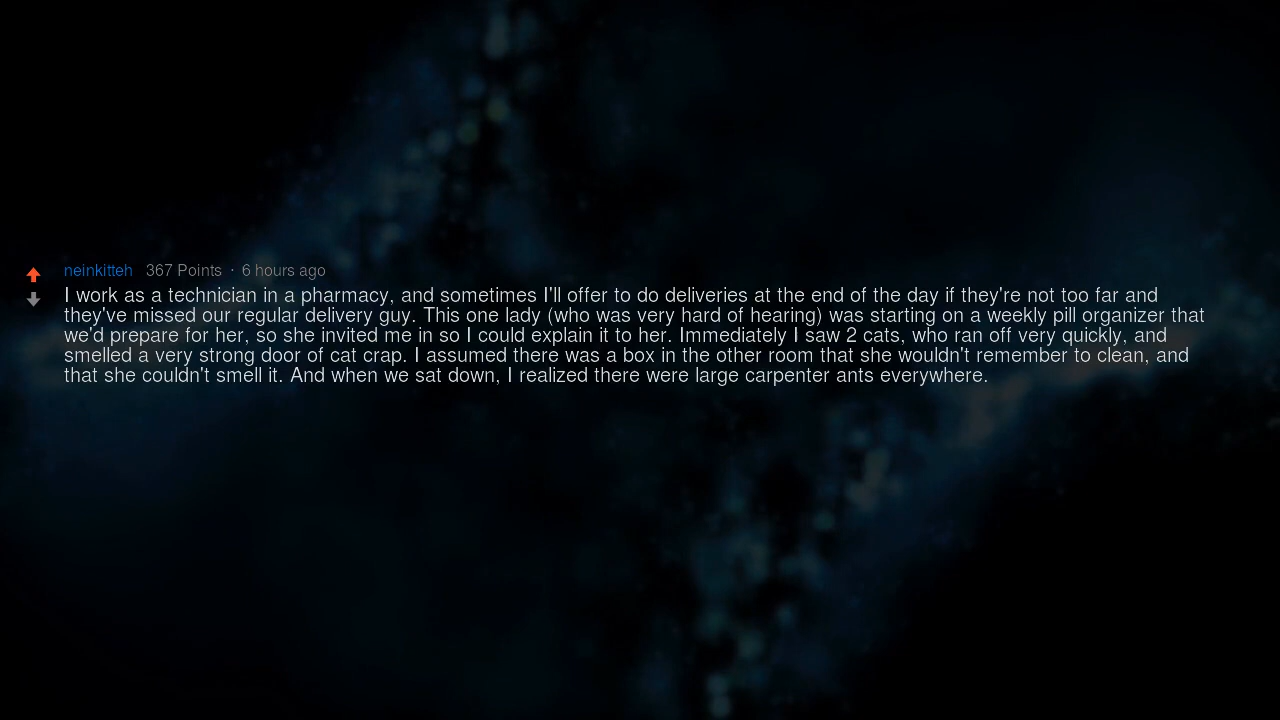 neinkitteh 367 Points · 6 hours ago
I work as a technician in a pharmacy, and sometimes I'll offer to do deliveries at the end of the day if they're not too far and
they've missed our regular delivery guy. This one lady (who was very hard of hearing) was starting on a weekly pill organizer that
we'd prepare for her, so she invited me in so I could explain it to her. Immediately I saw 2 cats, who ran off very quickly, and
smelled a very strong door of cat crap. I assumed there was a box in the other room that she wouldn't remember to clean, and
that she couldn't smell it. And when we sat down, I realized there were large carpenter ants everywhere.